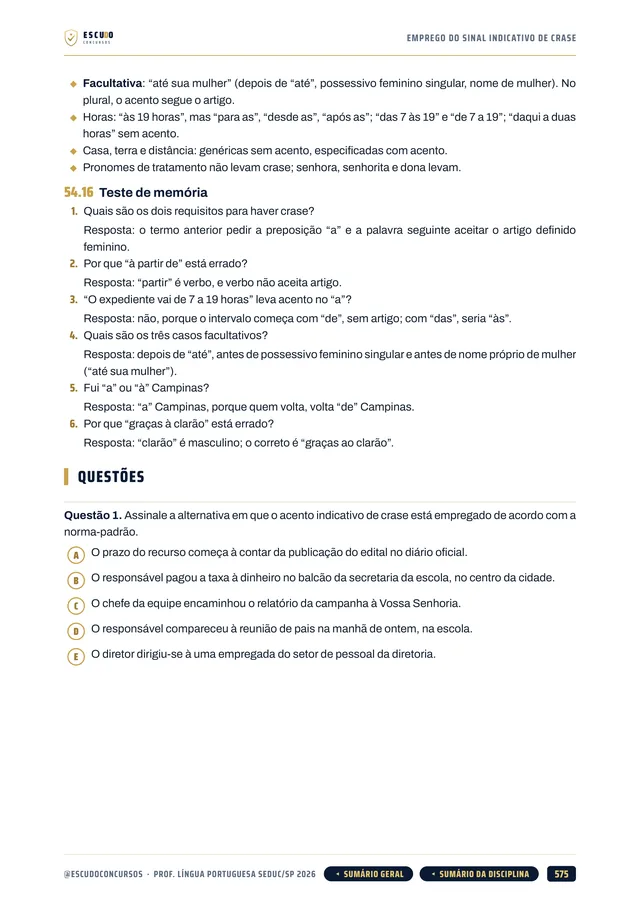 ESCUDO
CONCURSOS
EMPREGO DO SINAL INDICATIVO DE CRASE
◆ Facultativa: “até sua mulher” (depois de “até”, possessivo feminino singular, nome de mulher). No
plural, o acento segue o artigo.
◆ Horas: “às 19 horas”, mas “para as”, “desde as”, “após as”; “das 7 às 19” e “de 7 a 19”; “daqui a duas
horas” sem acento.
◆ Casa, terra e distância: genéricas sem acento, especificadas com acento.
◆ Pronomes de tratamento não levam crase; senhora, senhorita e dona levam.
54.16 Teste de memória
1. Quais são os dois requisitos para haver crase?
Resposta: o termo anterior pedir a preposição “a” e a palavra seguinte aceitar o artigo definido
feminino.
2. Por que “à partir de” está errado?
Resposta: “partir” é verbo, e verbo não aceita artigo.
3. “O expediente vai de 7 a 19 horas” leva acento no “a”?
Resposta: não, porque o intervalo começa com “de”, sem artigo; com “das”, seria “às”.
4. Quais são os três casos facultativos?
Resposta: depois de “até”, antes de possessivo feminino singular e antes de nome próprio de mulher
(“até sua mulher”).
5. Fui “a” ou “à” Campinas?
Resposta: “a” Campinas, porque quem volta, volta “de” Campinas.
6. Por que “graças à clarão” está errado?
Resposta: “clarão” é masculino; o correto é “graças ao clarão”.
QUESTÕES
Questão 1. Assinale a alternativa em que o acento indicativo de crase está empregado de acordo com a
norma-padrão.
A O prazo do recurso começa à contar da publicação do edital no diário oficial.
B O responsável pagou a taxa à dinheiro no balcão da secretaria da escola, no centro da cidade.
C O chefe da equipe encaminhou o relatório da campanha à Vossa Senhoria.
D O responsável compareceu à reunião de pais na manhã de ontem, na escola.
E O diretor dirigiu-se à uma empregada do setor de pessoal da diretoria.
@ESCUDOCONCURSOS · PROF. LÍNGUA PORTUGUESA SEDUC/SP 2026 SUMÁRIO GERAL SUMÁRIO DA DISCIPLINA 575